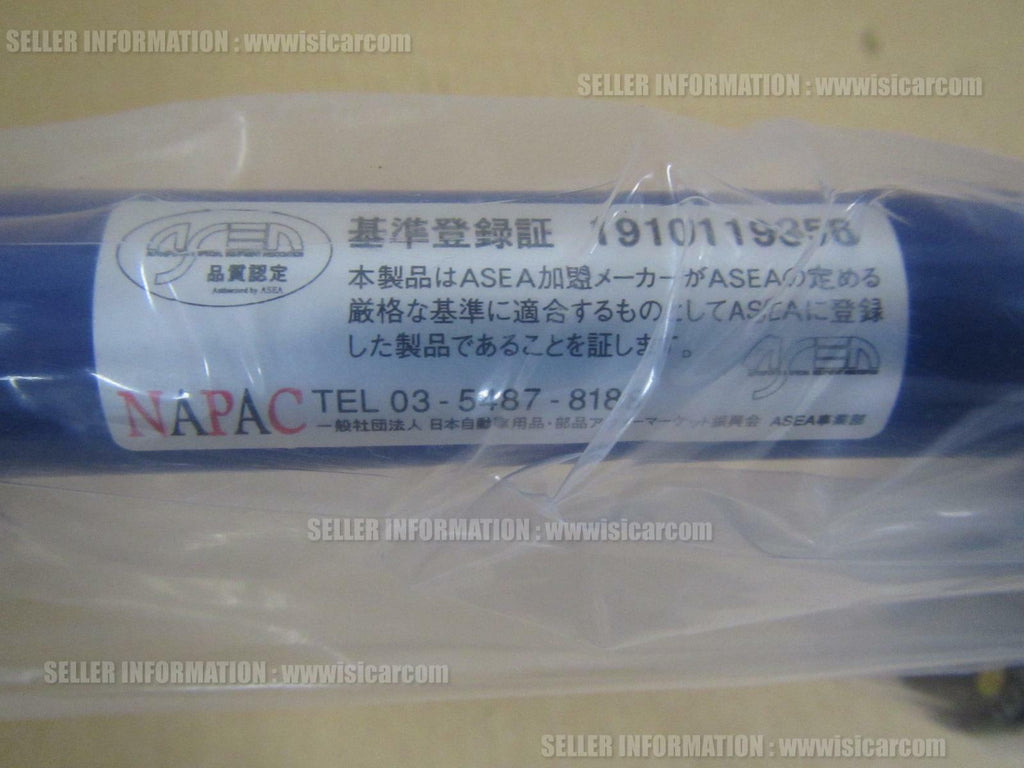 SELLER INFORMATION : wwwisicarcom
SELLER INFORMATION : wwwisicarcom
ASEA
品質認定
Authorized by ASEA
基準登録証
本製品はASEA加盟メーカーがASEAの定める
厳格な基準に適合するものとしてASEAに登録
した製品であることを証します。
ASEA
NAPAC TEL 03-5487-
一般社団法人 日本自動車用品・部品アフターマーケット振興会 ASEA事業部
SELLER INFORMATION : wwwisicarcom
SELLER INFORMATION : wwwisicarcom
SELLER INFORMATION : wwwisicarcom